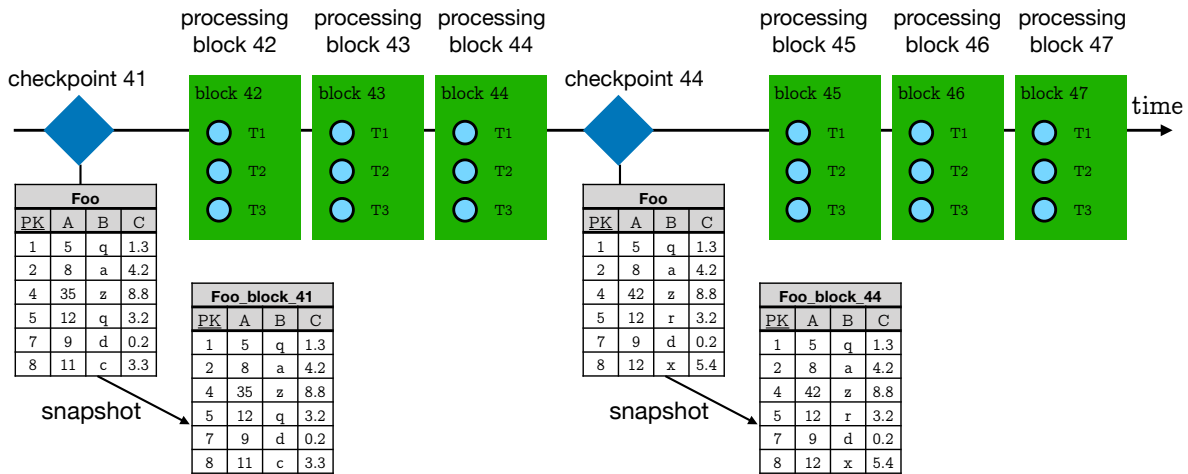 processing block 42
processing block 43
processing block 44
processing block 45
processing block 46
processing block 47
checkpoint 41
checkpoint 44
block 42
T1
T2
T3
block 43
T1
T2
T3
block 44
T1
T2
T3
block 45
T1
T2
T3
block 46
T1
T2
T3
block 47
T1
T2
T3
time
Foo
PK A B C
1 5 q 1.3
2 8 a 4.2
4 35 z 8.8
5 12 q 3.2
7 9 d 0.2
8 11 c 3.3
snapshot
Foo_block_41
PK A B C
1 5 q 1.3
2 8 a 4.2
4 35 z 8.8
5 12 q 3.2
7 9 d 0.2
8 11 c 3.3
Foo
PK A B C
1 5 q 1.3
2 8 a 4.2
4 42 z 8.8
5 12 r 3.2
7 9 d 0.2
8 12 x 5.4
snapshot
Foo_block_44
PK A B C
1 5 q 1.3
2 8 a 4.2
4 42 z 8.8
5 12 r 3.2
7 9 d 0.2
8 12 x 5.4